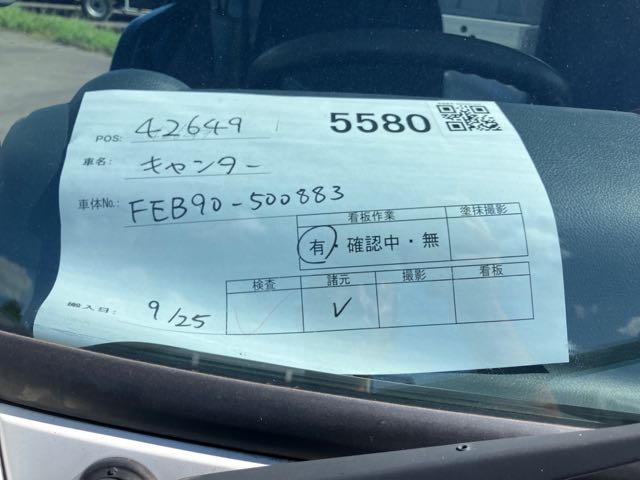 POS: 42649 5580
車名: キャンター
車体No.: FEB90-500883
看板作業 塗抹撮影
有・確認中・無
検査 諸元 撮影 看板
搬入日: 9/25 ✓